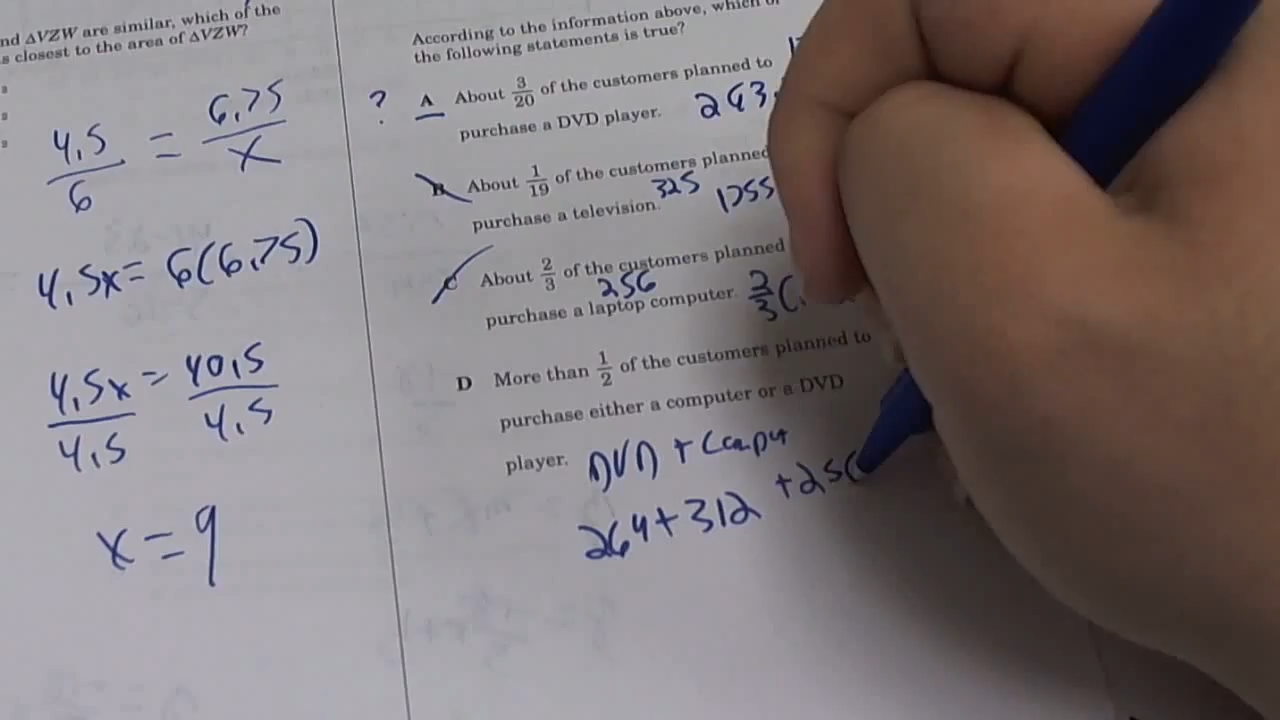 nd ΔVZW are similar, which of the
s closest to the area of ΔVZW?
4,5/6 = 6,75/x
4,5x = 6(6,75)
4,5x/4,5 = 40,5/4,5
x = 9
According to the information above, which of
the following statements is true?
? A About 3/20 of the customers planned to
purchase a DVD player. 263
B About 1/19 of the customers planned
purchase a television. 325 1755
C About 2/3 of the customers planned
256
purchase a laptop computer. 2/3(
D More than 1/2 of the customers planned to
purchase either a computer or a DVD
player. DVD +
264+312 +25